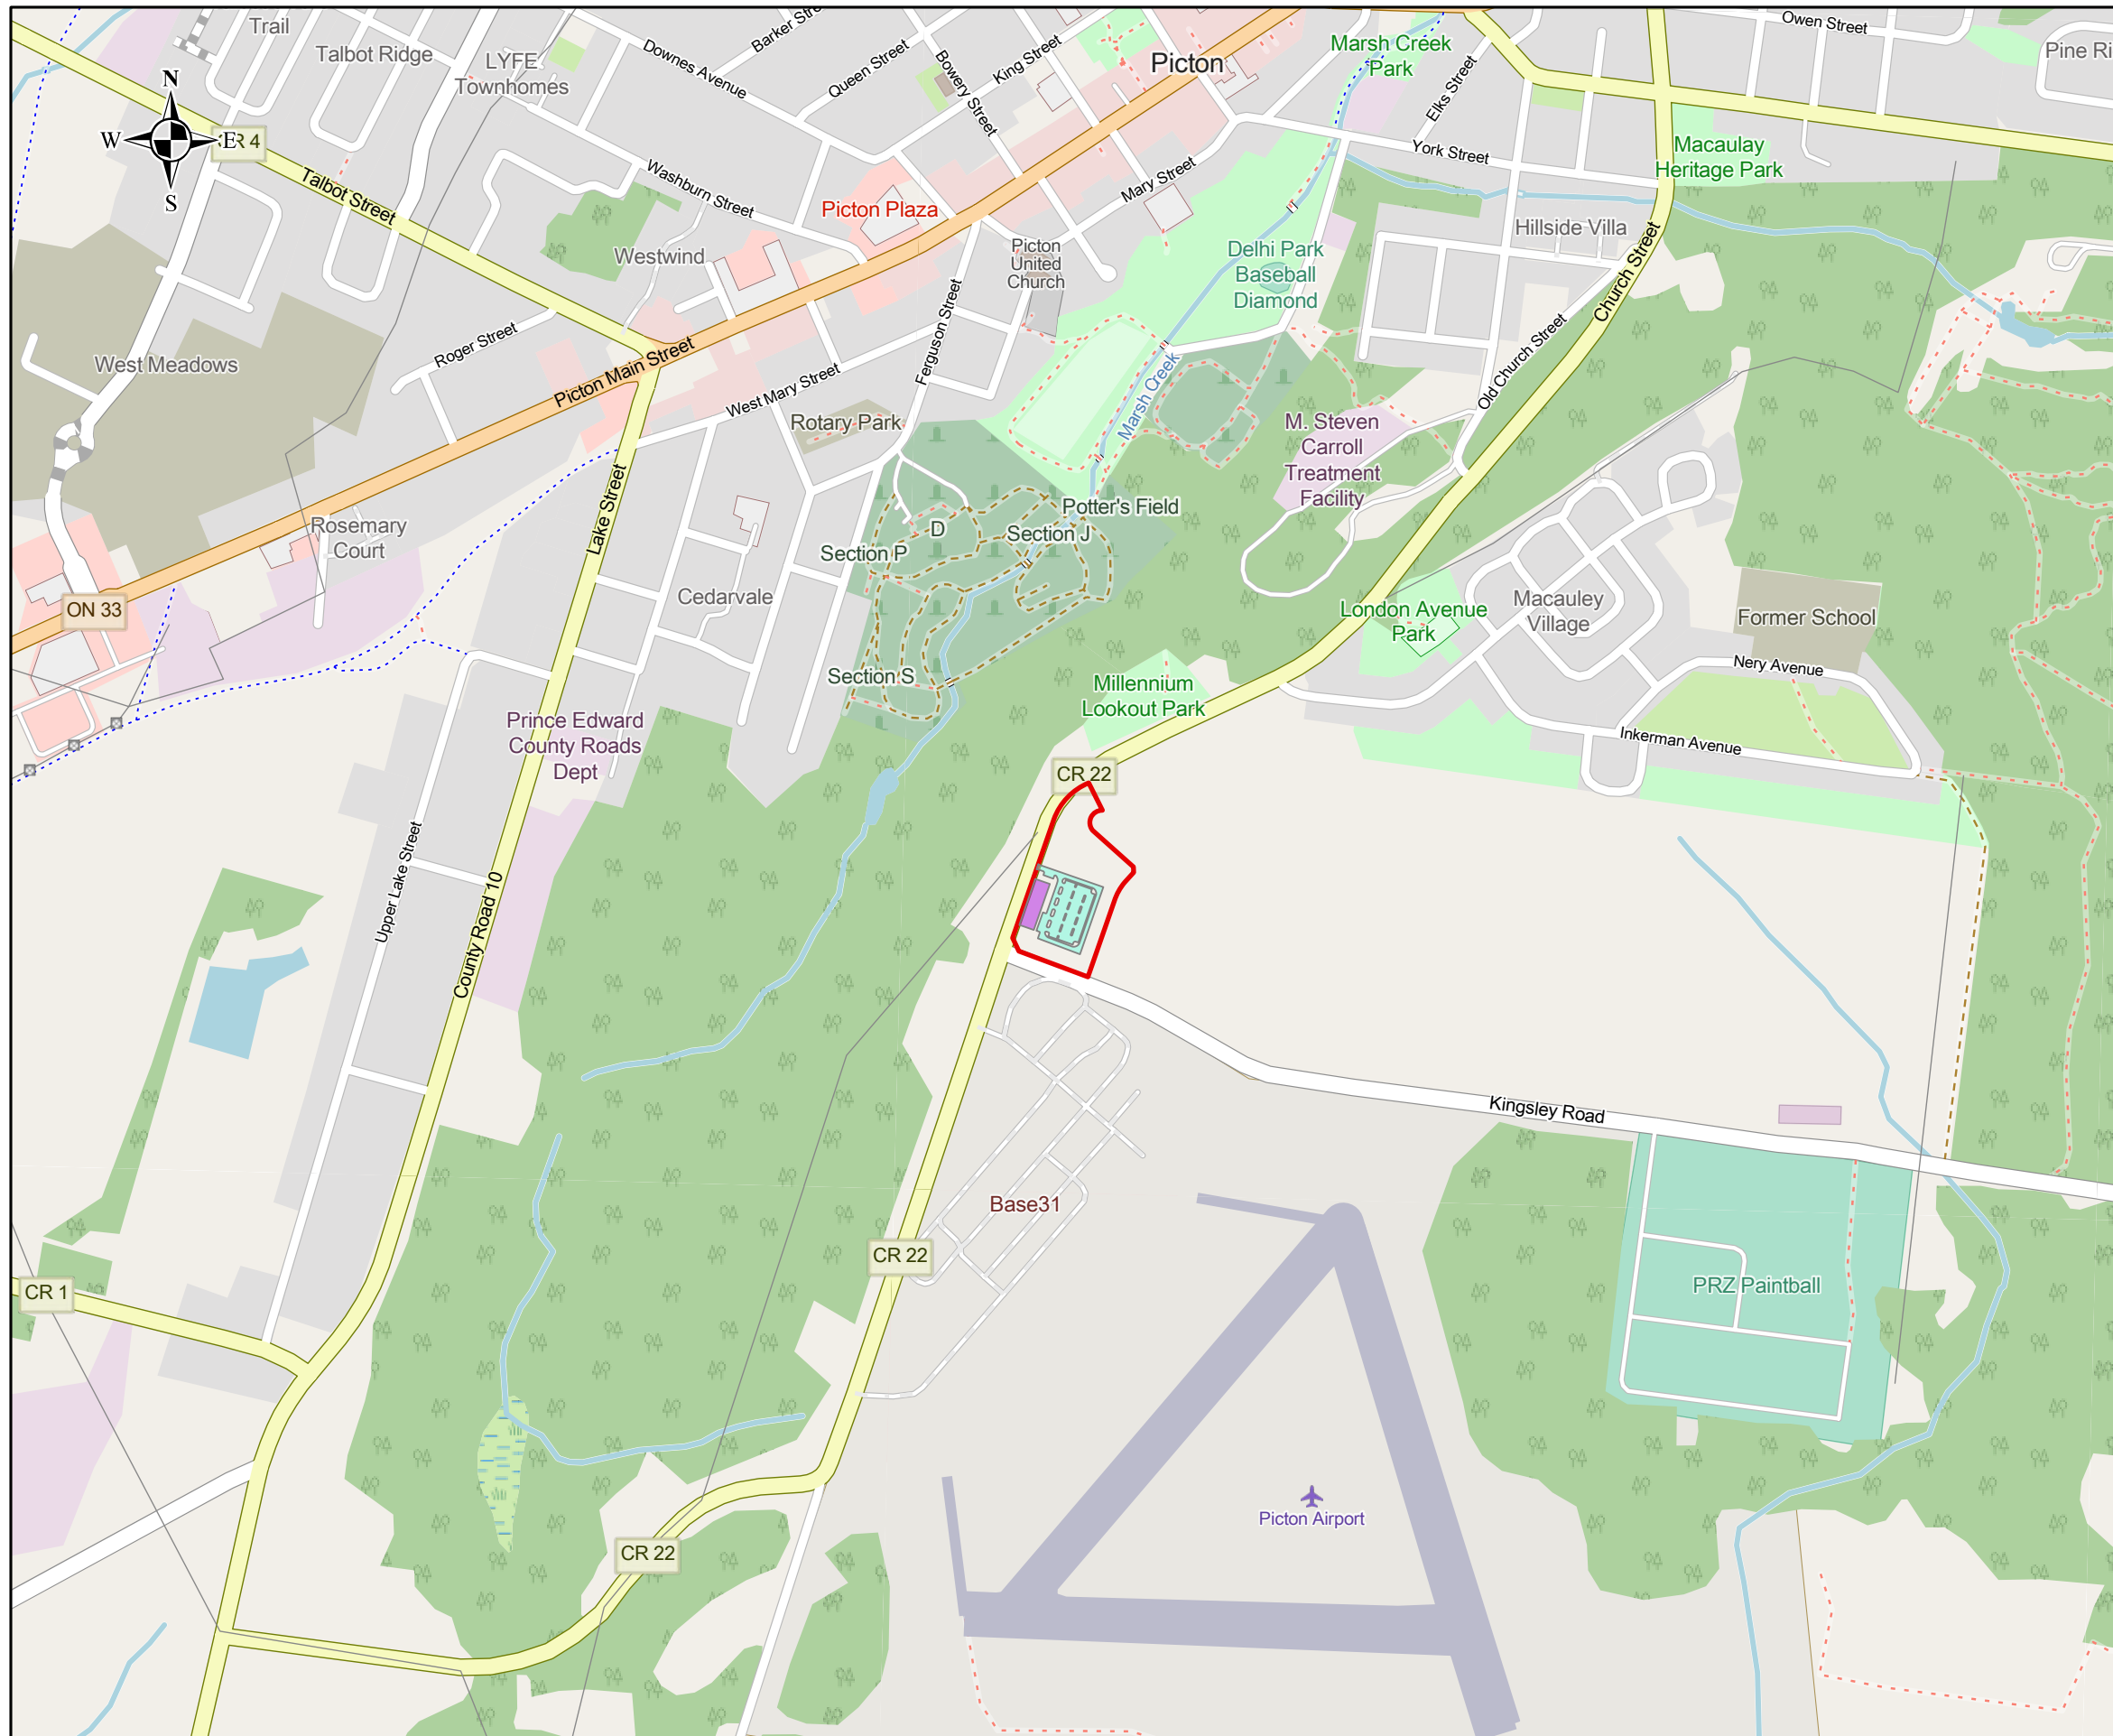 Trail
Talbot Ridge
LYFE
Townhomes
Downes Avenue
Queen Street
Bowery Street
King Street
Picton
Marsh Creek
Park
Elks Street
Owen Street
N
W
E
S
Talbot Street
Washburn Street
Picton Plaza
Mary Street
York Street
Macaulay
Heritage Park
Westwind
Picton
United
Church
Delhi Park
Baseball
Diamond
Hillside Villa
Church Street
West Meadows
Roger Street
Picton Main Street
West Mary Street
Ferguson Street
Rotary Park
Marsh Creek
Old Church Street
M. Steven
Carroll
Treatment
Facility
Rosemary
Court
Lake Street
Section P
D
Section J
Potter's Field
Cedarvale
ON 33
London Avenue
Park
Macauley
Village
Former School
Nery Avenue
Section S
Millennium
Lookout Park
Prince Edward
County Roads
Dept
Inkerman Avenue
CR 22
Upper Lake Street
County Road 10
Kingsley Road
Base31
CR 22
CR 1
PRZ Paintball
Picton Airport
CR 22